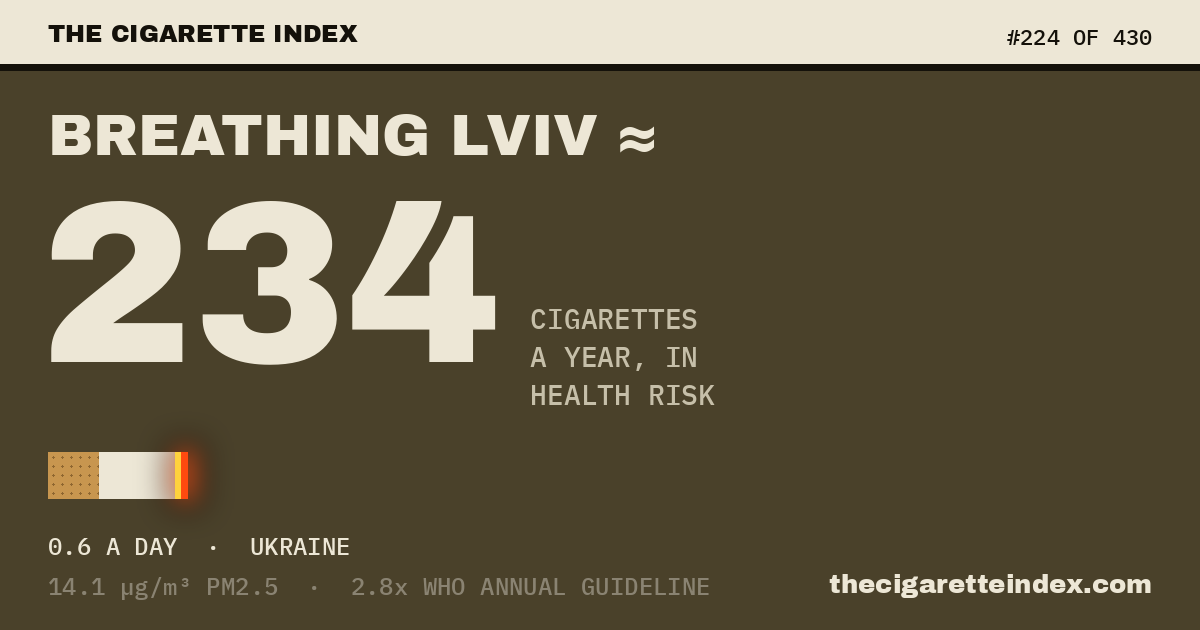 THE CIGARETTE INDEX
#224 OF 430
BREATHING LVIV ≈
234
CIGARETTES
A YEAR, IN
HEALTH RISK
0.6 A DAY · UKRAINE
14.1 µg/m³ PM2.5 · 2.8x WHO ANNUAL GUIDELINE
thecigaretteindex.com